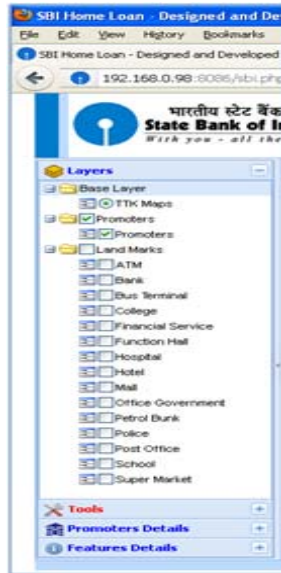 SBI Home Loan - Designed and De
File Edit View History Bookmarks
SBI Home Loan - Designed and Developed
192.168.0.98:8086/sbi.php
भारतीय स्टेट बैंक
State Bank of I
With you - all the
Layers
Base Layer
TTK Maps
Promoters
Promoters
Land Marks
ATM
Bank
Bus Terminal
College
Financial Service
Function Hall
Hospital
Hotel
Mall
Office Government
Petrol Bunk
Police
Post Office
School
Super Market
Tools
Promoters Details
Features Details